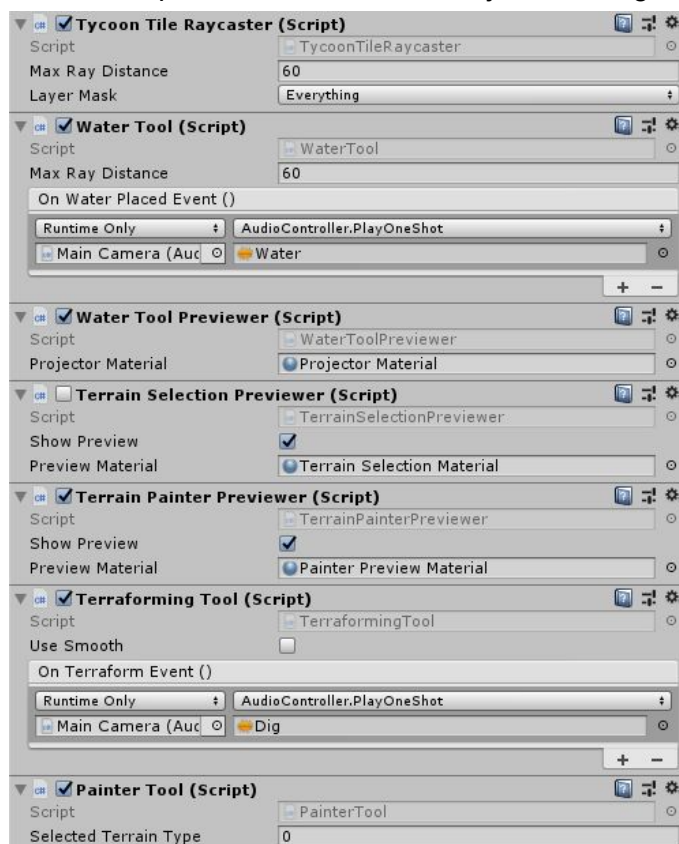 Tycoon Tile Raycaster (Script)
Script TycoonTileRaycaster
Max Ray Distance 60
Layer Mask Everything
Water Tool (Script)
Script WaterTool
Max Ray Distance 60
On Water Placed Event ()
Runtime Only AudioController.PlayOneShot
Main Camera (Auc Water
+ −
Water Tool Previewer (Script)
Script WaterToolPreviewer
Projector Material Projector Material
Terrain Selection Previewer (Script)
Script TerrainSelectionPreviewer
Show Preview
Preview Material Terrain Selection Material
Terrain Painter Previewer (Script)
Script TerrainPainterPreviewer
Show Preview
Preview Material Painter Preview Material
Terraforming Tool (Script)
Script TerraformingTool
Use Smooth
On Terraform Event ()
Runtime Only AudioController.PlayOneShot
Main Camera (Auc Dig
+ −
Painter Tool (Script)
Script PainterTool
Selected Terrain Type 0